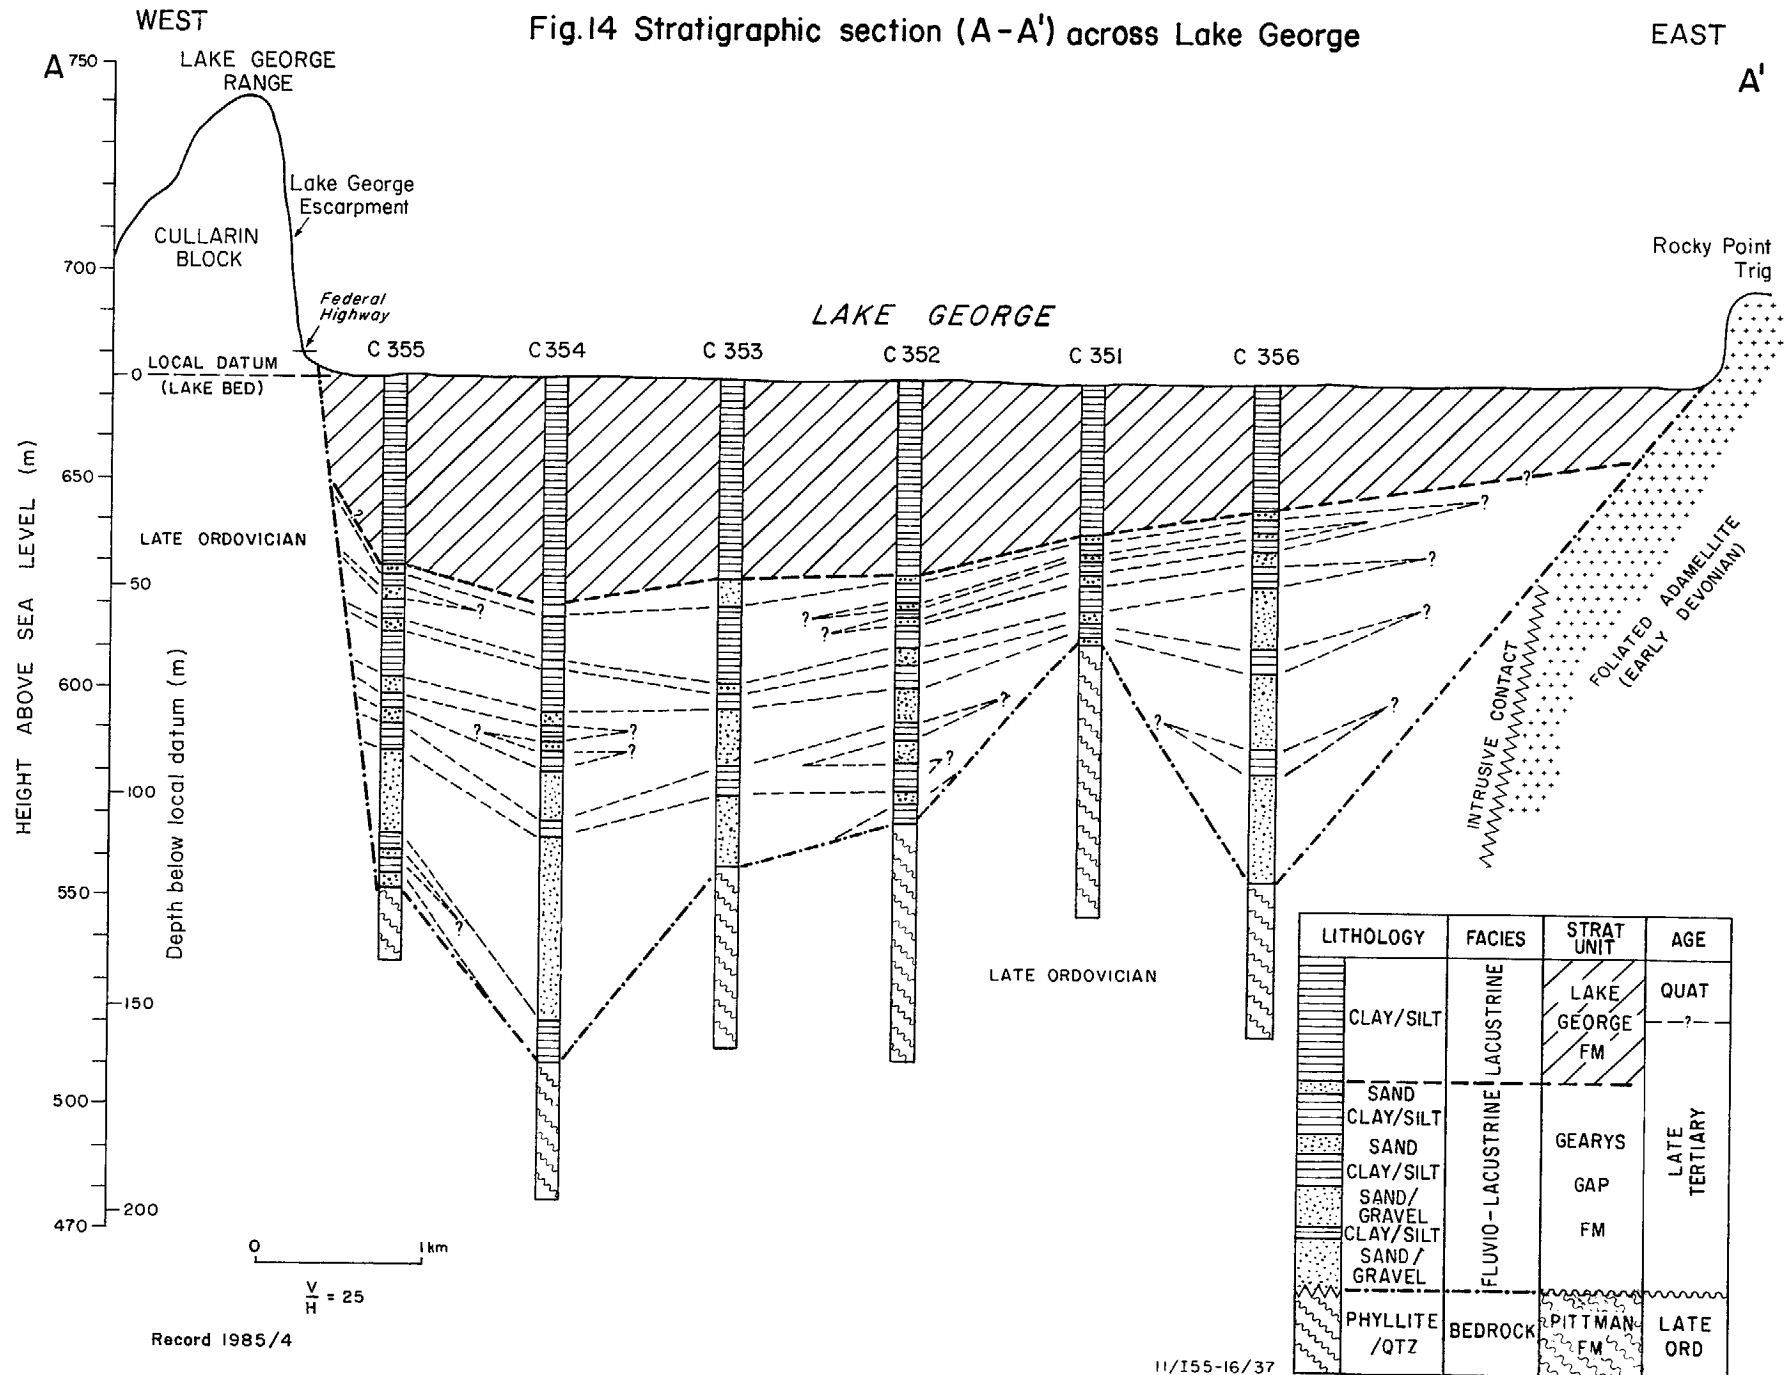 WEST
Fig.14 Stratigraphic section (A-A') across Lake George
EAST
A
750
LAKE GEORGE
RANGE
A'
Lake George
Escarpment
CULLARIN
BLOCK
700
Rocky Point
Trig
Federal
Highway
LAKE GEORGE
C 355
C 354
C 353
C 352
C 351
C 356
LOCAL DATUM
0
(LAKE BED)
HEIGHT ABOVE SEA LEVEL (m)
650
?
?
?
LATE ORDOVICIAN
?
50
?
?
?
?
600
Depth below local datum (m)
?
?
?
?
?
?
?
100
550
?
INTRUSIVE CONTACT
FOLIATED ADAMELLITE
(EARLY DEVONIAN)
LATE ORDOVICIAN
150
500
200
470
0
1 km
V
H = 25
Record 1985/4
11/I55-16/37
LITHOLOGY
FACIES
STRAT
UNIT
AGE
CLAY/SILT
LACUSTRINE
LAKE
GEORGE
FM
QUAT
?
SAND
CLAY/SILT
SAND
CLAY/SILT
SAND/
GRAVEL
CLAY/SILT
SAND/
GRAVEL
FLUVIO-LACUSTRINE
GEARYS
GAP
FM
LATE
TERTIARY
PHYLLITE
/QTZ
BEDROCK
PITTMAN
FM
LATE
ORD